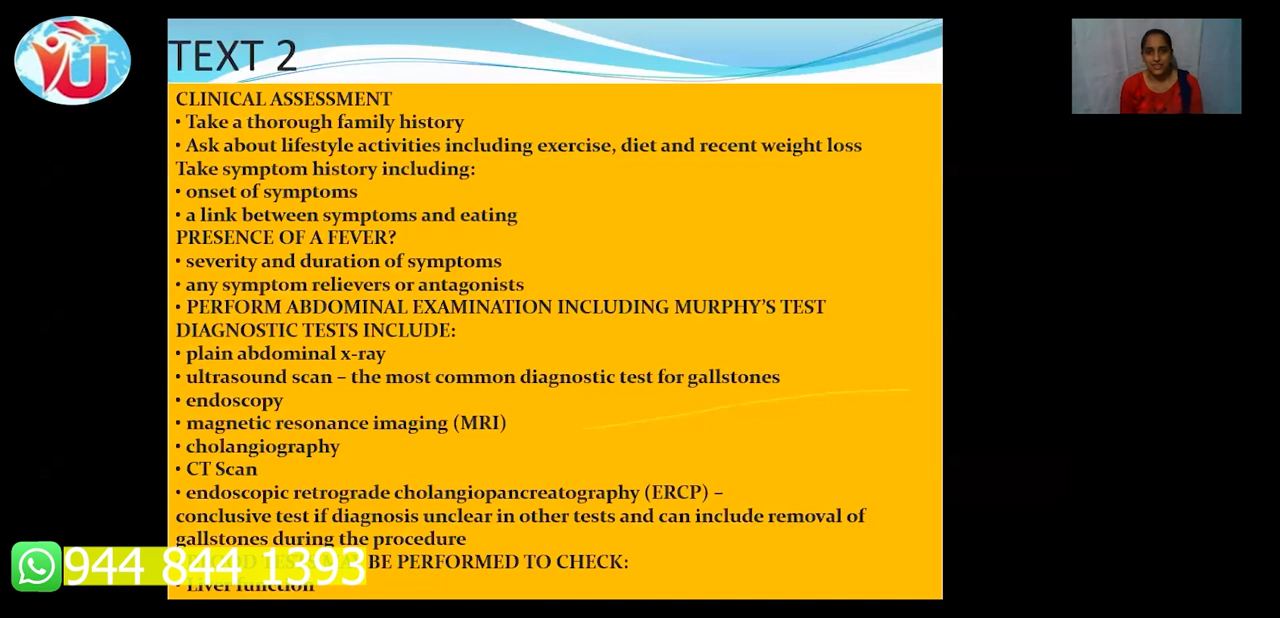 TEXT 2
CLINICAL ASSESSMENT
• Take a thorough family history
• Ask about lifestyle activities including exercise, diet and recent weight loss
Take symptom history including:
• onset of symptoms
• a link between symptoms and eating
PRESENCE OF A FEVER?
• severity and duration of symptoms
• any symptom relievers or antagonists
• PERFORM ABDOMINAL EXAMINATION INCLUDING MURPHY’S TEST
DIAGNOSTIC TESTS INCLUDE:
• plain abdominal x-ray
• ultrasound scan – the most common diagnostic test for gallstones
• endoscopy
• magnetic resonance imaging (MRI)
• cholangiography
• CT Scan
• endoscopic retrograde cholangiopancreatography (ERCP) –
conclusive test if diagnosis unclear in other tests and can include removal of
gallstones during the procedure
BE PERFORMED TO CHECK:
• Liver function
944 844 1393